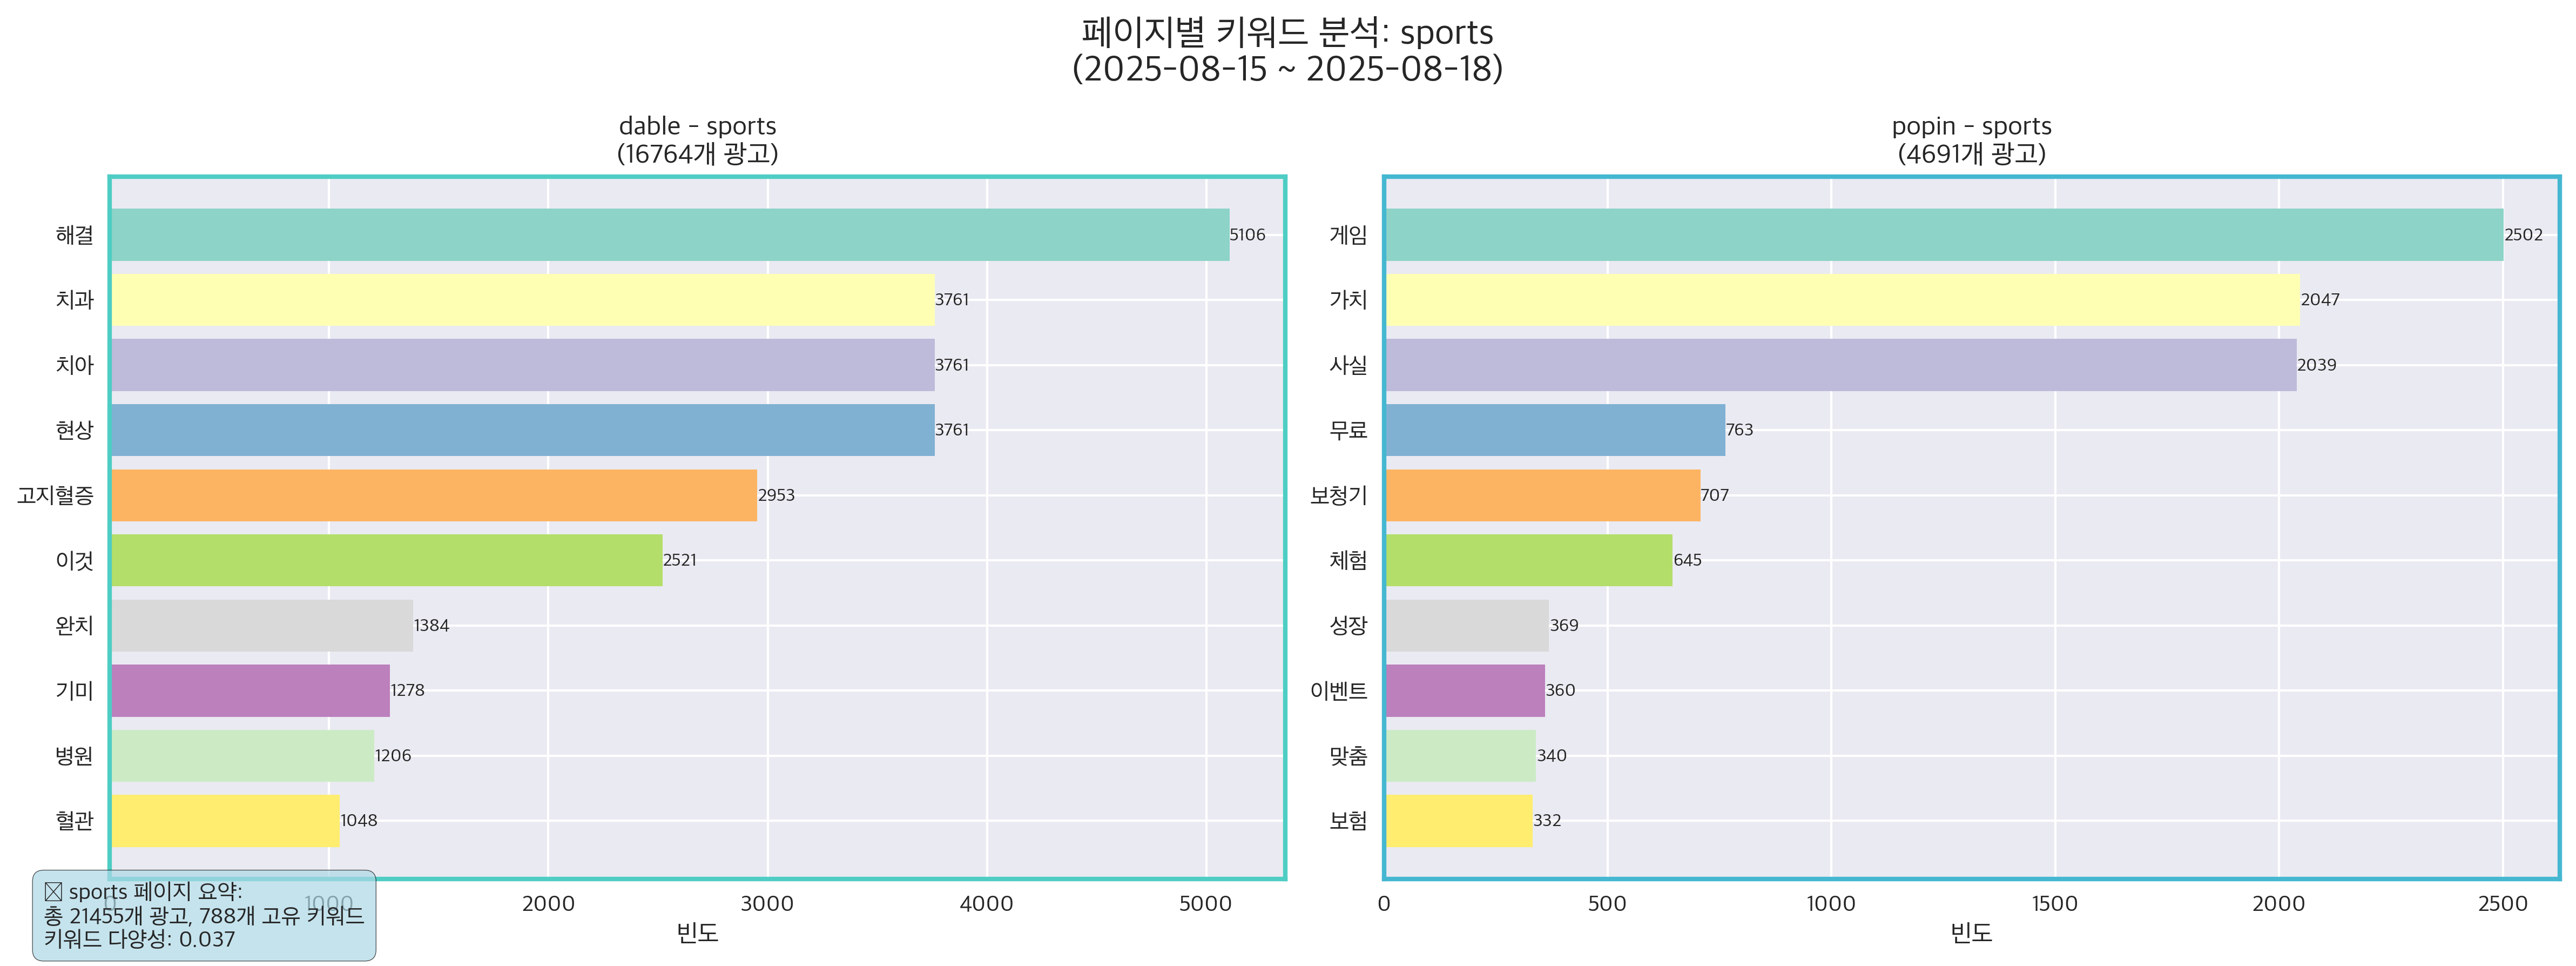 페이지별 키워드 분석: sports
(2025-08-15 ~ 2025-08-18)
dable - sports
(16764개 광고)
해결 5106
치과 3761
치아 3761
현상 3761
고지혈증 2953
이것 2521
완치 1384
기미 1278
병원 1206
혈관 1048
0 1000 2000 3000 4000 5000
빈도
popin - sports
(4691개 광고)
게임 2502
가치 2047
사실 2039
무료 763
보청기 707
체험 645
성장 369
이벤트 360
맞춤 340
보험 332
0 500 1000 1500 2000 2500
빈도
sports 페이지 요약:
총 21455개 광고, 788개 고유 키워드
키워드 다양성: 0.037